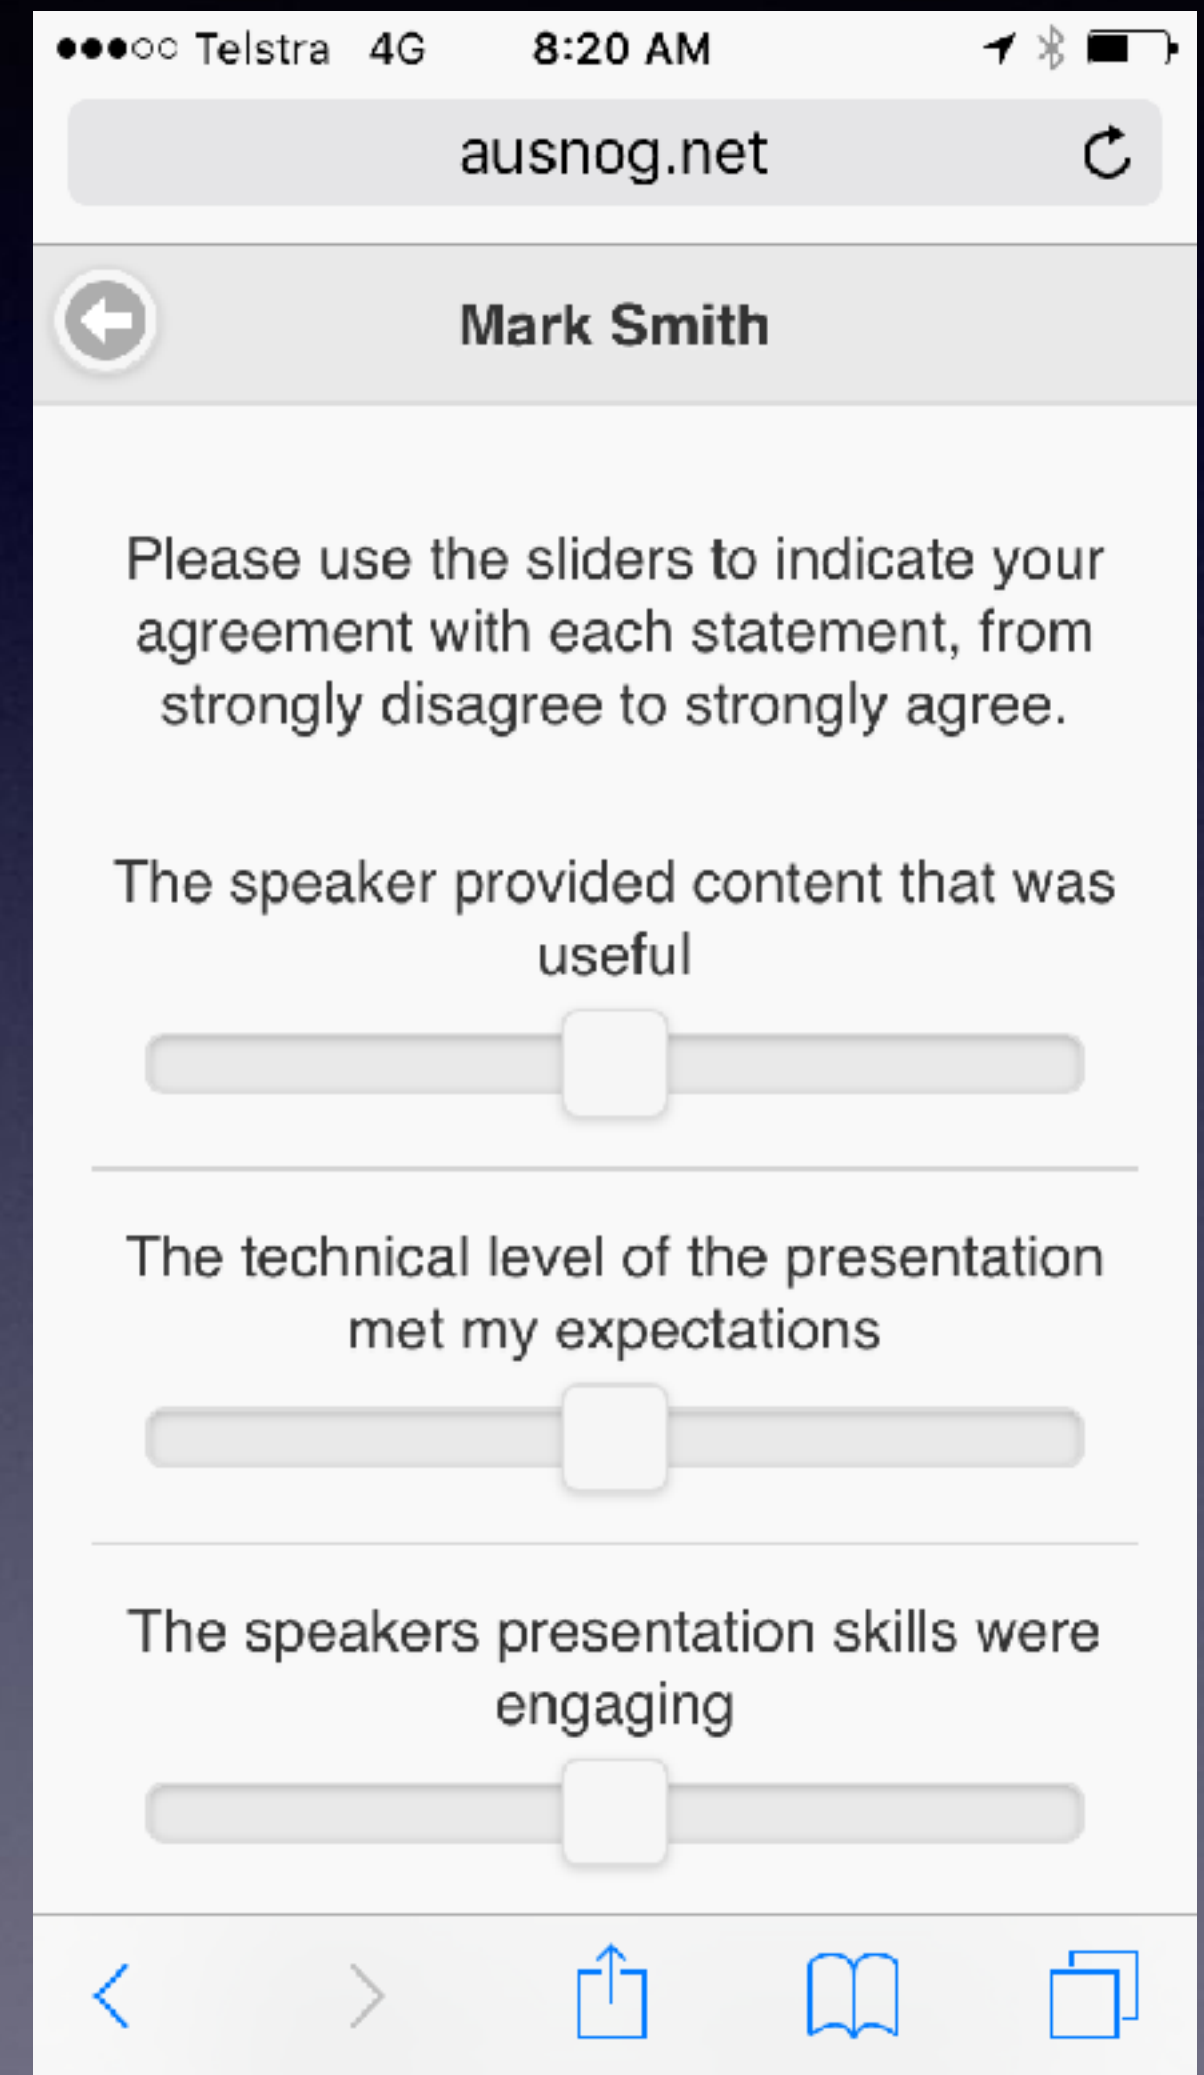 Telstra 4G 8:20 AM
ausnog.net
Mark Smith
Please use the sliders to indicate your
agreement with each statement, from
strongly disagree to strongly agree.
The speaker provided content that was
useful
The technical level of the presentation
met my expectations
The speakers presentation skills were
engaging